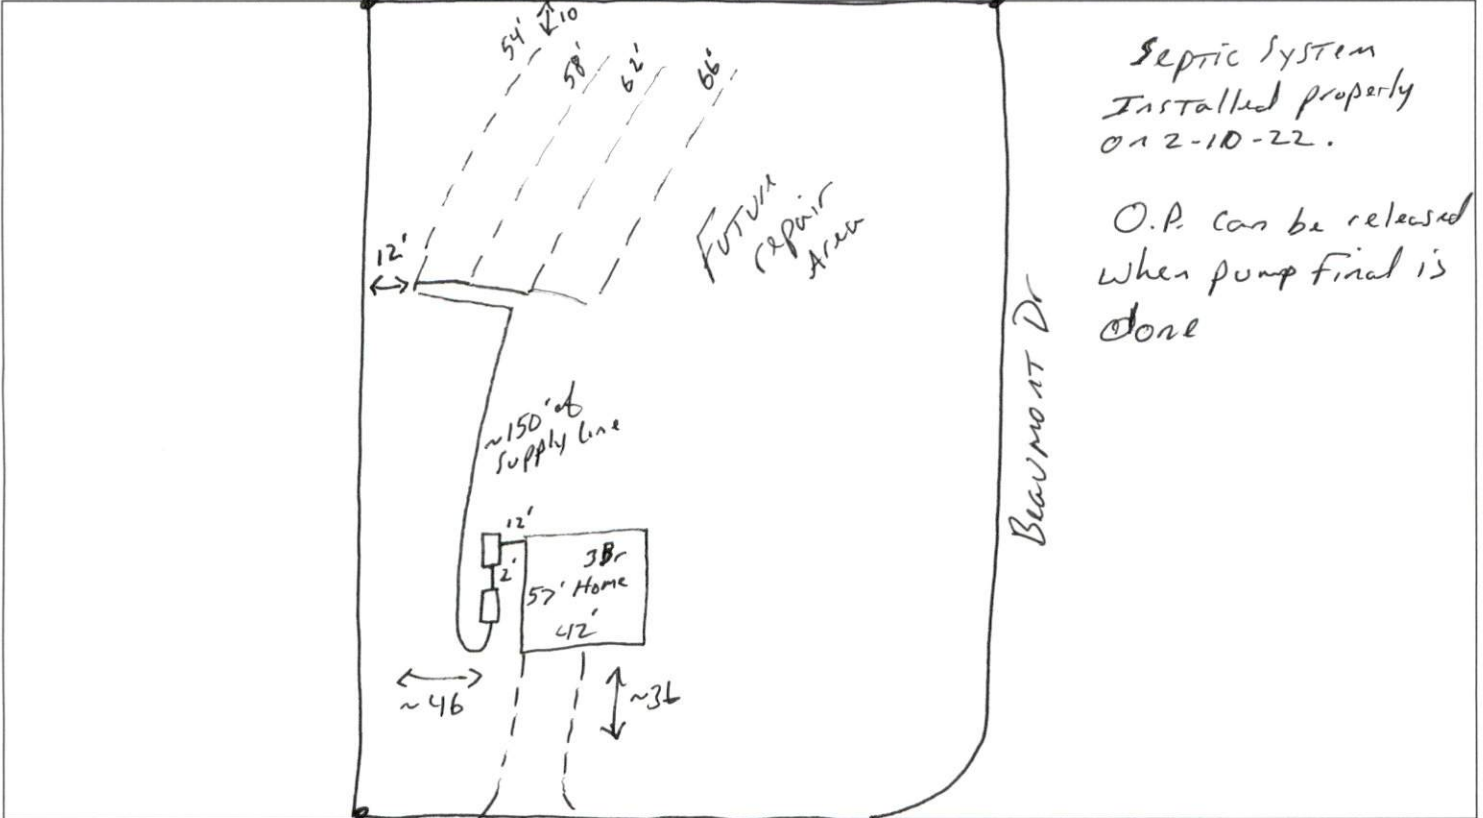 54' 10
58'
62'
66'
12'
Future
repair
Area
~150' of
supply line
12'
2'
3Br
57' Home
42'
~46
~36
Beaumont Dr
Septic System
Installed properly
on 2-10-22.
O.P. can be released
when pump final is
done